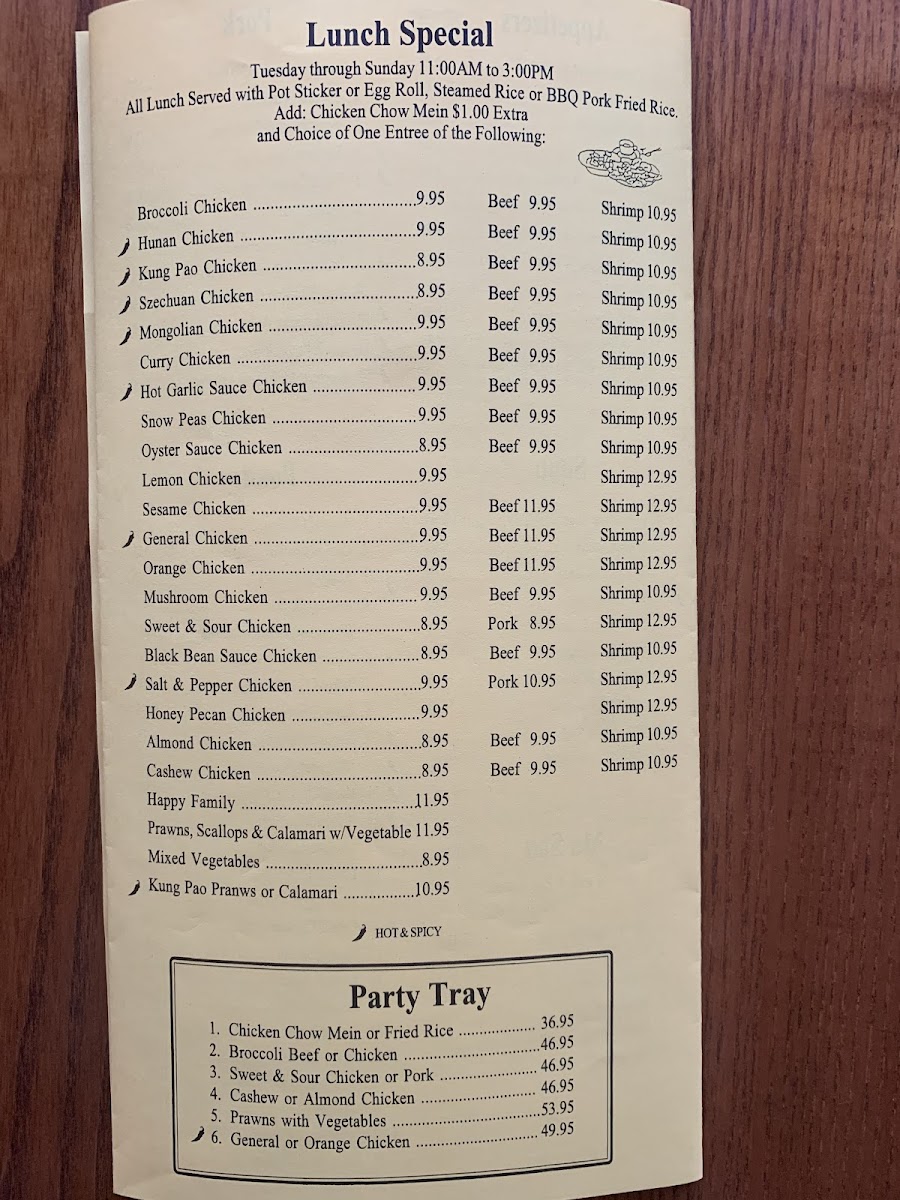 Lunch Special
Tuesday through Sunday 11:00AM to 3:00PM
All Lunch Served with Pot Sticker or Egg Roll, Steamed Rice or BBQ Pork Fried Rice.
Add: Chicken Chow Mein $1.00 Extra
and Choice of One Entree of the Following:
Broccoli Chicken ........................................9.95 Beef 9.95 Shrimp 10.95
Hunan Chicken ..........................................9.95 Beef 9.95 Shrimp 10.95
Kung Pao Chicken .....................................8.95 Beef 9.95 Shrimp 10.95
Szechuan Chicken .....................................8.95 Beef 9.95 Shrimp 10.95
Mongolian Chicken ...................................9.95 Beef 9.95 Shrimp 10.95
Curry Chicken ...........................................9.95 Beef 9.95 Shrimp 10.95
Hot Garlic Sauce Chicken .........................9.95 Beef 9.95 Shrimp 10.95
Snow Peas Chicken ...................................9.95 Beef 9.95 Shrimp 10.95
Oyster Sauce Chicken ...............................8.95 Beef 9.95 Shrimp 10.95
Lemon Chicken .........................................9.95 Shrimp 12.95
Sesame Chicken ........................................9.95 Beef 11.95 Shrimp 12.95
General Chicken ........................................9.95 Beef 11.95 Shrimp 12.95
Orange Chicken .........................................9.95 Beef 11.95 Shrimp 12.95
Mushroom Chicken ...................................9.95 Beef 9.95 Shrimp 10.95
Sweet & Sour Chicken ..............................8.95 Pork 8.95 Shrimp 12.95
Black Bean Sauce Chicken ........................8.95 Beef 9.95 Shrimp 10.95
Salt & Pepper Chicken ..............................9.95 Pork 10.95 Shrimp 12.95
Honey Pecan Chicken ...............................9.95 Shrimp 12.95
Almond Chicken ........................................8.95 Beef 9.95 Shrimp 10.95
Cashew Chicken ........................................8.95 Beef 9.95 Shrimp 10.95
Happy Family ..........................................11.95
Prawns, Scallops & Calamari w/Vegetable 11.95
Mixed Vegetables ......................................8.95
Kung Pao Pranws or Calamari .................10.95
HOT & SPICY
Party Tray
1. Chicken Chow Mein or Fried Rice .................. 36.95
2. Broccoli Beef or Chicken ................................46.95
3. Sweet & Sour Chicken or Pork ....................... 46.95
4. Cashew or Almond Chicken ........................... 46.95
5. Prawns with Vegetables ..................................53.95
6. General or Orange Chicken ............................ 49.95